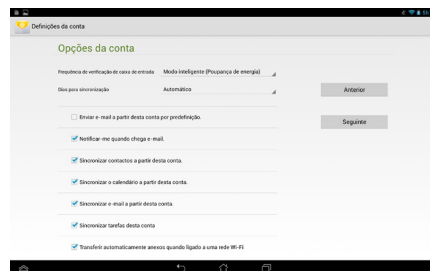 Definições da conta
Opções da conta
Frequência de verificação de caixa de entrada Modo inteligente (Poupança de energia)
Dias para sincronização Automático
Anterior
Enviar e-mail a partir desta conta por predefinição.
Seguinte
Notificar-me quando chega e-mail.
Sincronizar contactos a partir desta conta.
Sincronizar o calendário a partir desta conta.
Sincronizar e-mail a partir desta conta.
Sincronizar tarefas desta conta
Transferir automaticamente anexos quando ligado a uma rede Wi-Fi